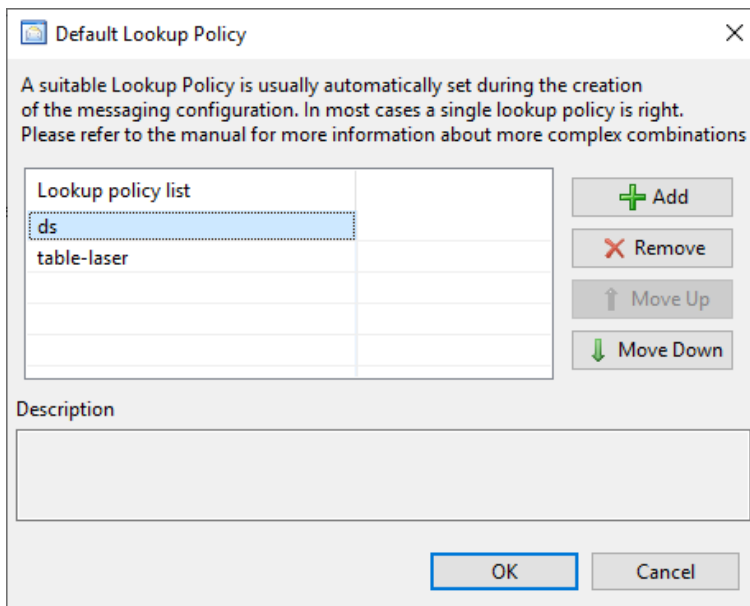 Default Lookup Policy
A suitable Lookup Policy is usually automatically set during the creation
of the messaging configuration. In most cases a single lookup policy is right.
Please refer to the manual for more information about more complex combinations
Lookup policy list
ds
table-laser
Add
Remove
Move Up
Move Down
Description
OK
Cancel